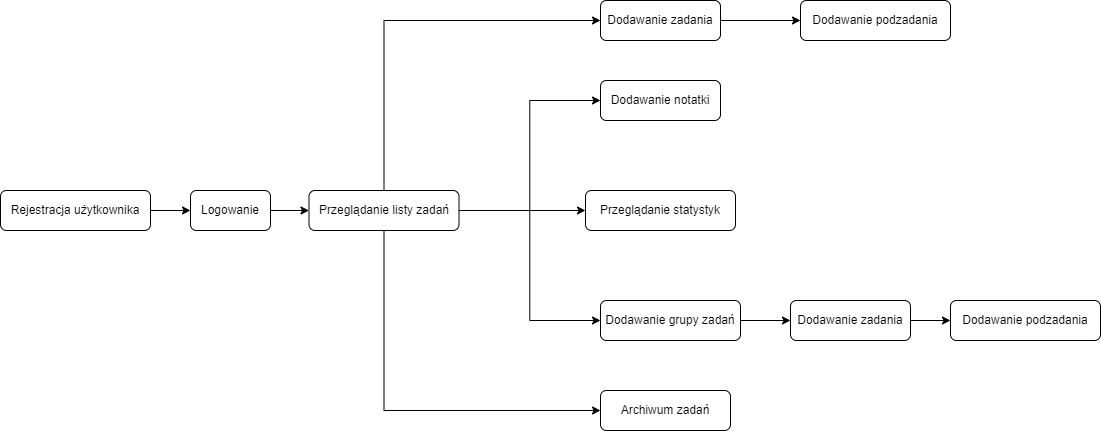 Dodawanie zadania
Dodawanie podzadania
Dodawanie notatki
Rejestracja użytkownika
Logowanie
Przeglądanie listy zadań
Przeglądanie statystyk
Dodawanie grupy zadań
Dodawanie zadania
Dodawanie podzadania
Archiwum zadań